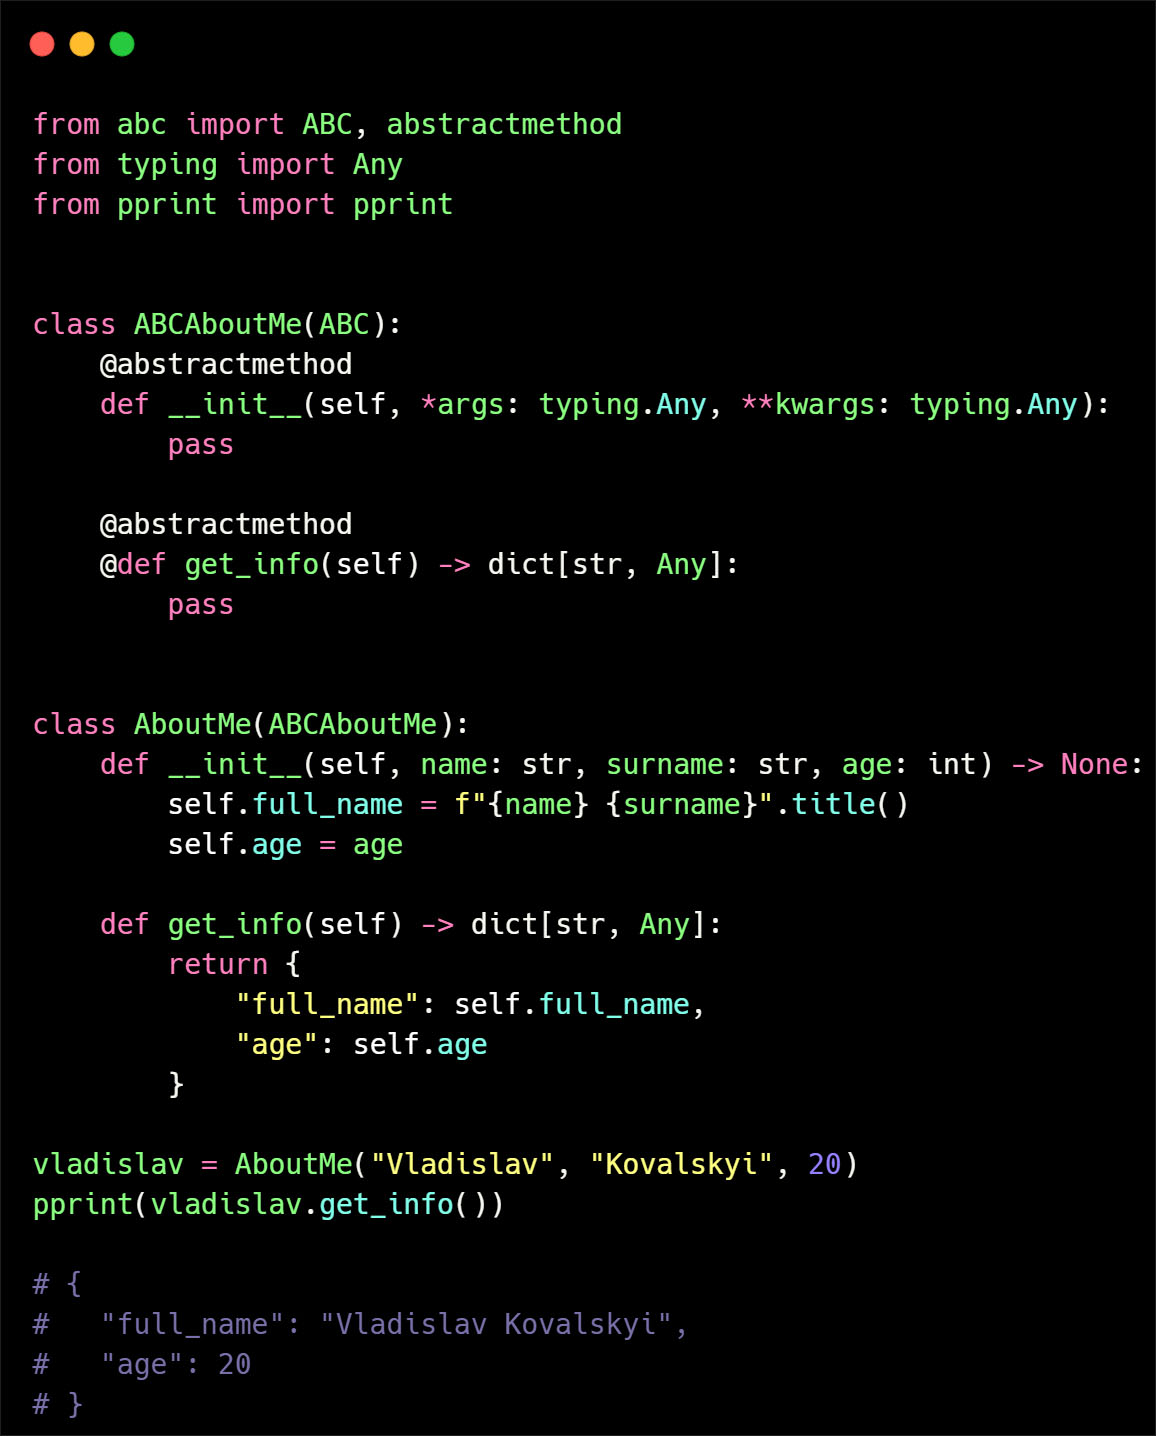 from abc import ABC, abstractmethod
from typing import Any
from pprint import pprint
class ABCAboutMe(ABC):
    @abstractmethod
    def __init__(self, *args: typing.Any, **kwargs: typing.Any):
        pass
    @abstractmethod
    @def get_info(self) -> dict[str, Any]:
        pass
class AboutMe(ABCAboutMe):
    def __init__(self, name: str, surname: str, age: int) -> None:
        self.full_name = f"{name} {surname}".title()
        self.age = age
    def get_info(self) -> dict[str, Any]:
        return {
            "full_name": self.full_name,
            "age": self.age
        }
vladislav = AboutMe("Vladislav", "Kovalskyi", 20)
pprint(vladislav.get_info())
# {
#   "full_name": "Vladislav Kovalskyi",
#   "age": 20
# }